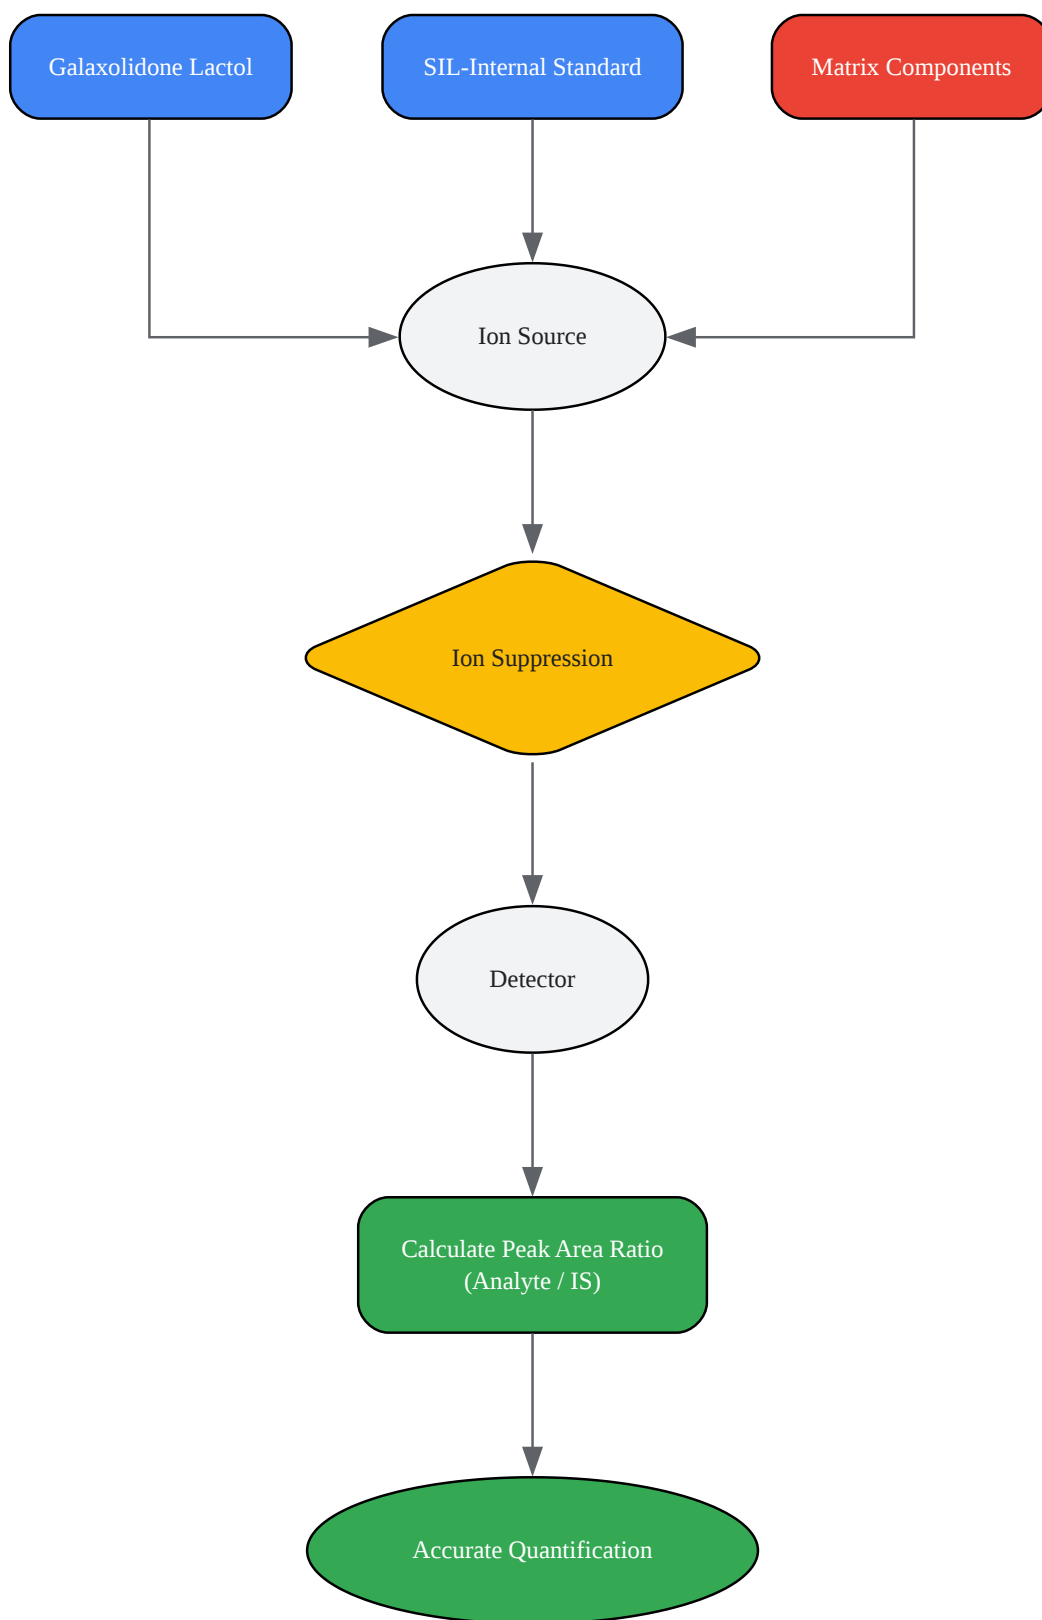 Galaxolidone Lactol
SIL-Internal Standard
Matrix Components
Ion Source
Ion Suppression
Detector
Calculate Peak Area Ratio
(Analyte / IS)
Accurate Quantification